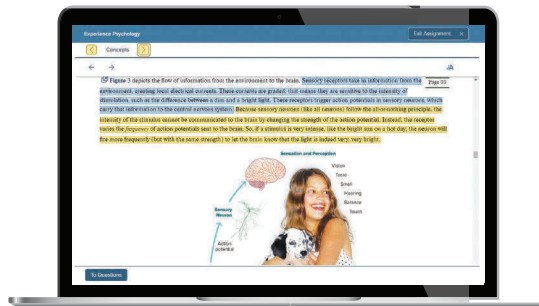 Experience Psychology
Exit Assignment ×
Concepts
Figure 3 depicts the flow of information from the environment to the brain. Sensory receptors take in information from the
environment, creating local electrical currents. These currents are graded; that means they are sensitive to the intensity of
stimulation, such as the difference between a dim and a bright light. These receptors trigger action potentials in sensory neurons, which
carry that information to the central nervous system. Because sensory neurons (like all neurons) follow the all-or-nothing principle, the
intensity of the stimulus cannot be communicated to the brain by changing the strength of the action potential. Instead, the receptor
varies the frequency of action potentials sent to the brain. So, if a stimulus is very intense, like the bright sun on a hot day, the neuron will
fire more frequently (but with the same strength) to let the brain know that the light is indeed very, very bright.
Sensation and Perception
Vision
Taste
Smell
Hearing
Balance
Touch
Sensory
Neurons
Action
potential
To Questions